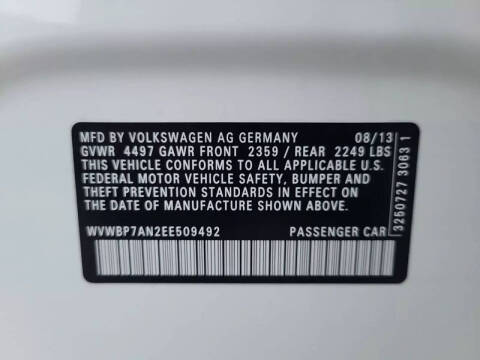 MFD BY VOLKSWAGEN AG GERMANY 08/13
GVWR 4497 GAWR FRONT 2359 / REAR 2249 LBS
THIS VEHICLE CONFORMS TO ALL APPLICABLE U.S.
FEDERAL MOTOR VEHICLE SAFETY, BUMPER AND
THEFT PREVENTION STANDARDS IN EFFECT ON
THE DATE OF MANUFACTURE SHOWN ABOVE.
WVWBP7AN2EE509492 PASSENGER CAR
3250727 3063 1